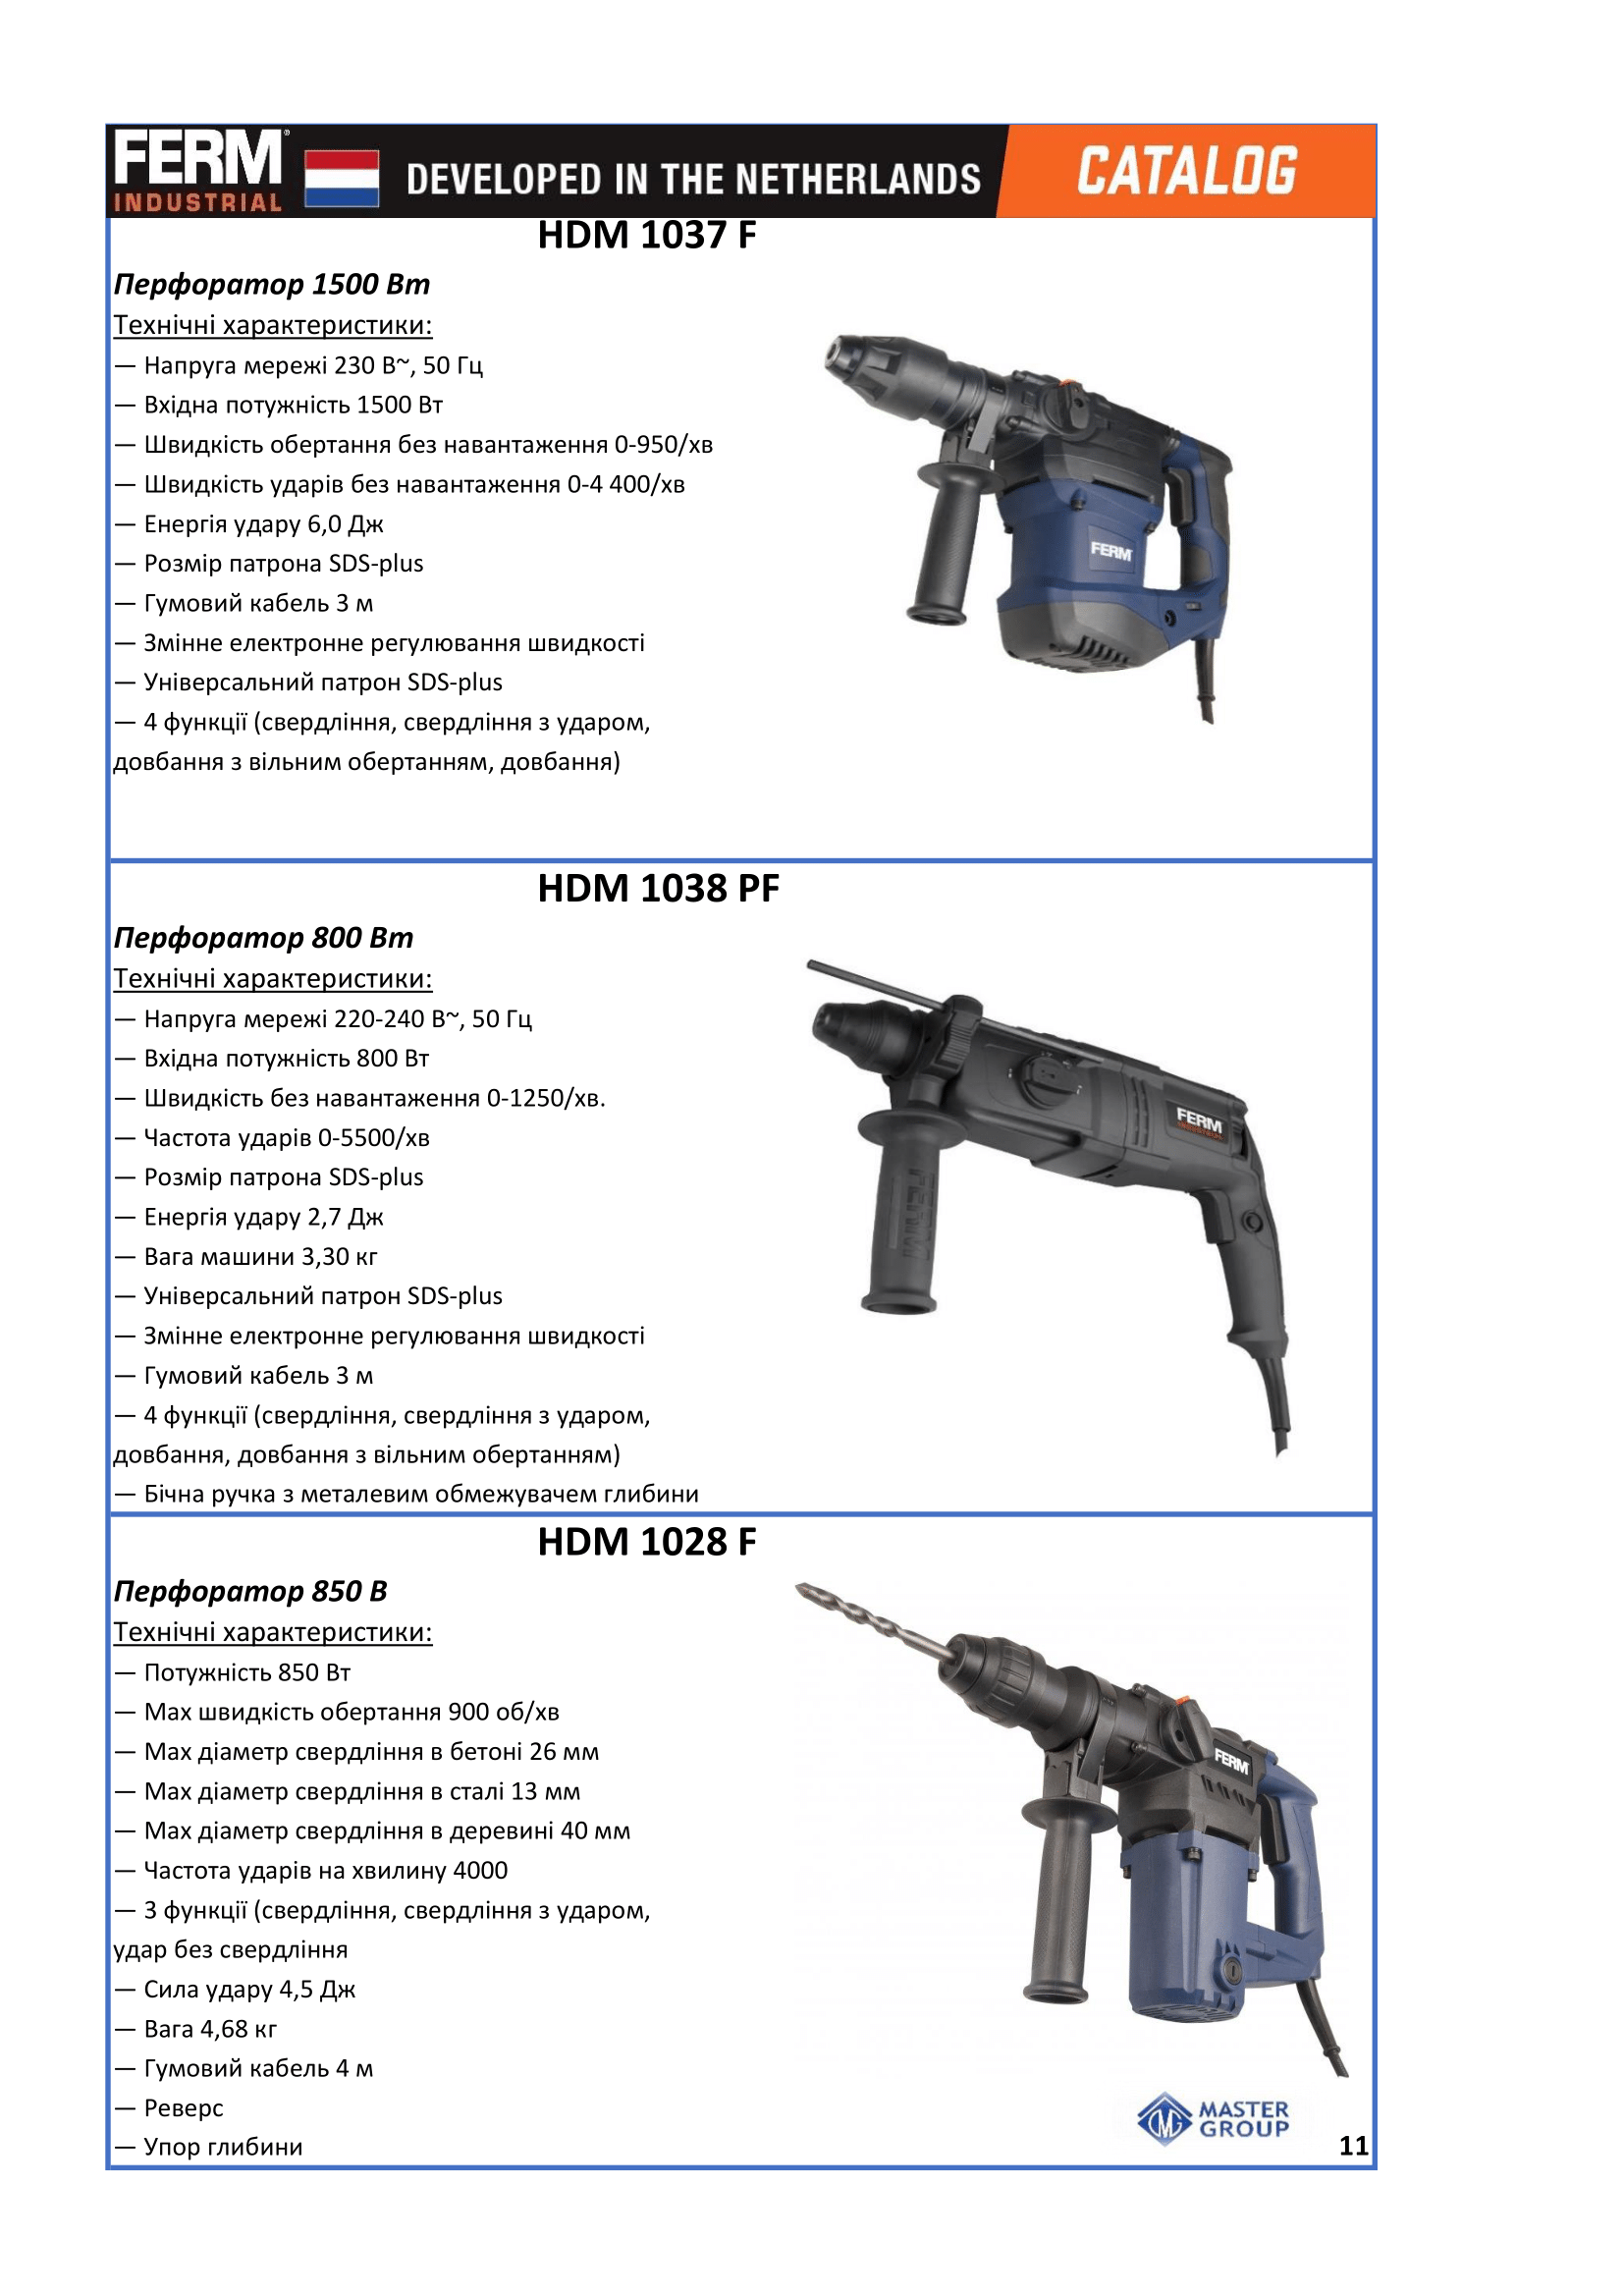 FERM®
INDUSTRIAL
DEVELOPED IN THE NETHERLANDS
CATALOG
HDM 1037 F
Перфоратор 1500 Вт
Технічні характеристики:
— Напруга мережі 230 В~, 50 Гц
— Вхідна потужність 1500 Вт
— Швидкість обертання без навантаження 0-950/хв
— Швидкість ударів без навантаження 0-4 400/хв
— Енергія удару 6,0 Дж
— Розмір патрона SDS-plus
— Гумовий кабель 3 м
— Змінне електронне регулювання швидкості
— Універсальний патрон SDS-plus
— 4 функції (свердління, свердління з ударом,
довбання з вільним обертанням, довбання)
FERM
HDM 1038 PF
Перфоратор 800 Вт
Технічні характеристики:
— Напруга мережі 220-240 В~, 50 Гц
— Вхідна потужність 800 Вт
— Швидкість без навантаження 0-1250/хв.
— Частота ударів 0-5500/хв
— Розмір патрона SDS-plus
— Енергія удару 2,7 Дж
— Вага машини 3,30 кг
— Універсальний патрон SDS-plus
— Змінне електронне регулювання швидкості
— Гумовий кабель 3 м
— 4 функції (свердління, свердління з ударом,
довбання, довбання з вільним обертанням)
— Бічна ручка з металевим обмежувачем глибини
FERM
INDUSTRIAL
FERM
HDM 1028 F
Перфоратор 850 В
Технічні характеристики:
— Потужність 850 Вт
— Мах швидкість обертання 900 об/хв
— Мах діаметр свердління в бетоні 26 мм
— Мах діаметр свердління в сталі 13 мм
— Мах діаметр свердління в деревині 40 мм
— Частота ударів на хвилину 4000
— 3 функції (свердління, свердління з ударом,
удар без свердління
— Сила удару 4,5 Дж
— Вага 4,68 кг
— Гумовий кабель 4 м
— Реверс
— Упор глибини
FERM
MASTER
GROUP
11